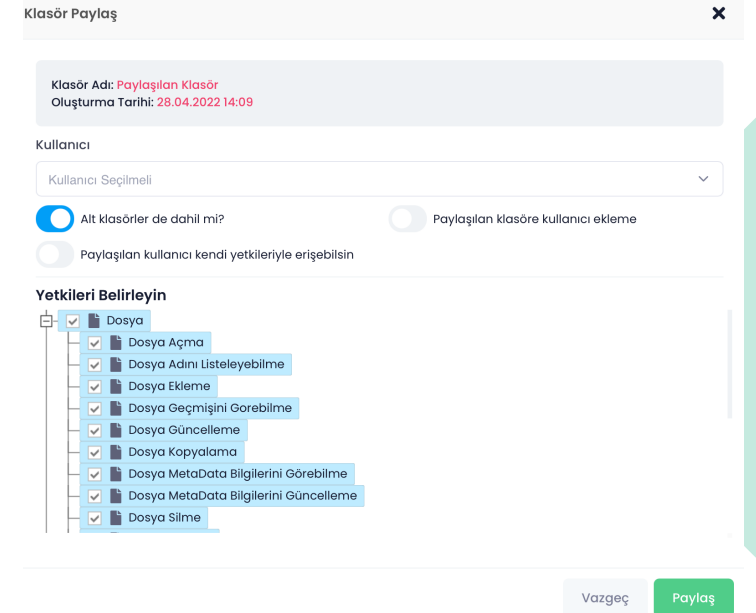 Klasör Paylaş
Klasör Adı: Paylaşılan Klasör
Oluşturma Tarihi: 28.04.2022 14:09
Kullanıcı
Kullanıcı Seçilmeli
Alt klasörler de dahil mi?
Paylaşılan klasöre kullanıcı ekleme
Paylaşılan kullanıcı kendi yetkileriyle erişebilsin
Yetkileri Belirleyin
Dosya
Dosya Açma
Dosya Adını Listeleyebilme
Dosya Ekleme
Dosya Geçmişini Gorebilme
Dosya Güncelleme
Dosya Kopyalama
Dosya MetaData Bilgilerini Görebilme
Dosya MetaData Bilgilerini Güncelleme
Dosya Silme
Vazgeç
Paylaş